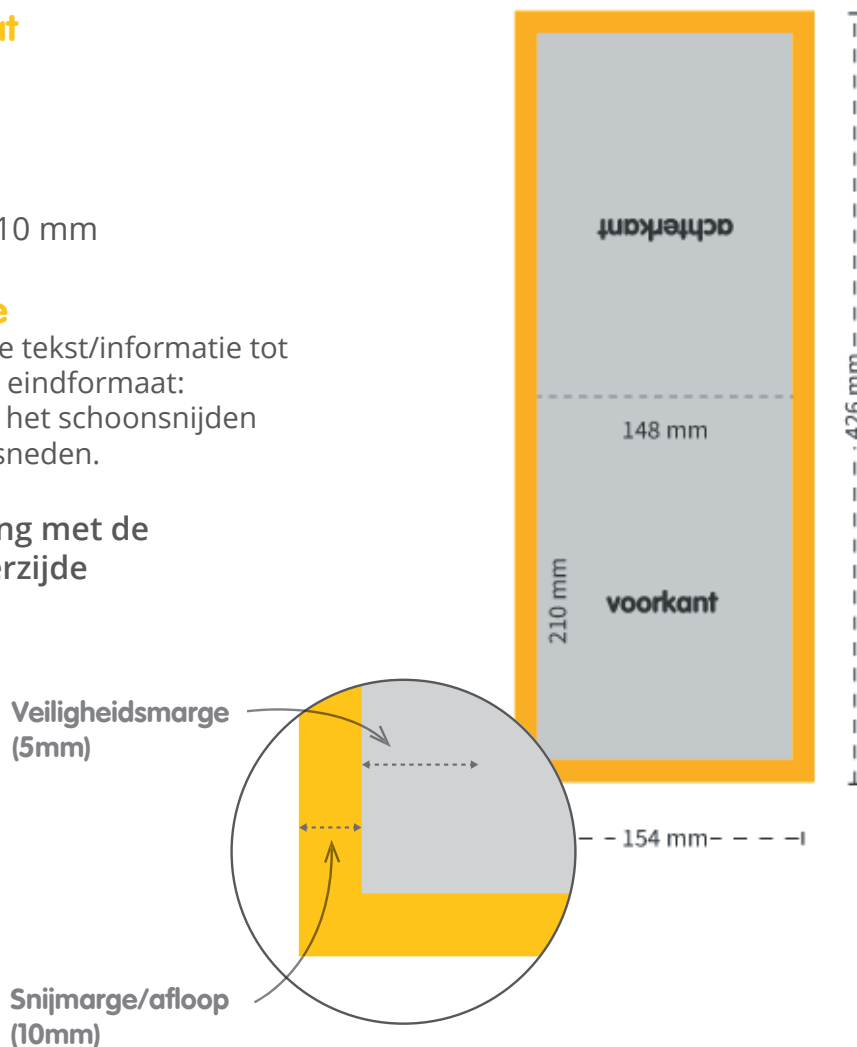 at
10 mm
e
e tekst/informatie tot
eindformaat:
het schoonsnijden
sneden.
ng met de
erzijde
achterkant
148 mm
210 mm
voorkant
426 mm
154 mm
Veiligheidsmarge
(5mm)
Snijmarge/afloop
(10mm)